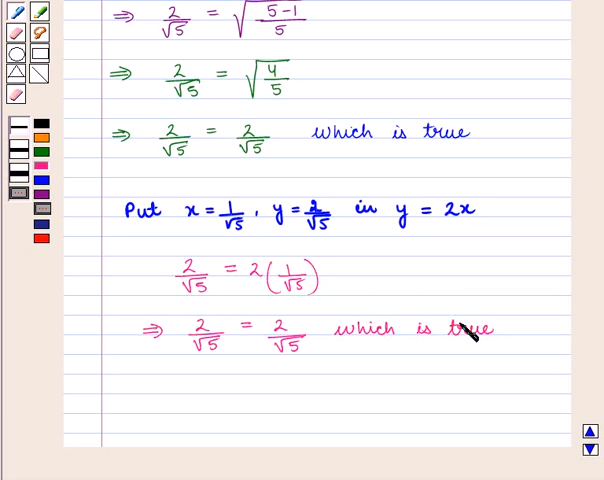 ⇒ 2/√5 = √(5-1/5)
⇒ 2/√5 = √(4/5)
⇒ 2/√5 = 2/√5 which is true
Put x = 1/√5, y = 2/√5 in y = 2x
2/√5 = 2(1/√5)
⇒ 2/√5 = 2/√5 which is true